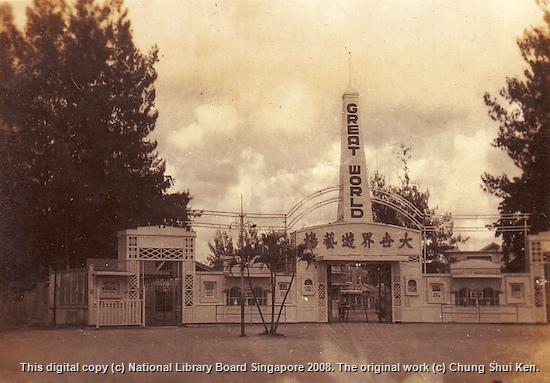 GREAT WORLD
大世界遊藝場
This digital copy (c) National Library Board Singapore 2008. The original work (c) Chung Shui Ken.